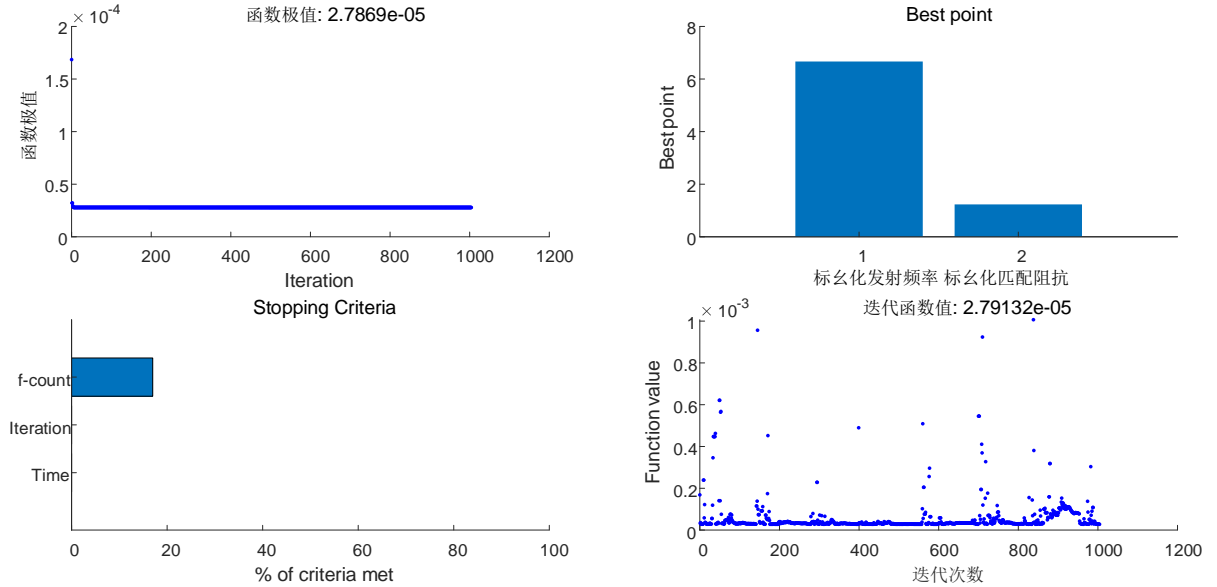 函数极值: 2.7869e-05
× 10⁻⁴
2
1.5
1
0.5
0
函数极值
0 200 400 600 800 1000 1200
Iteration
Best point
8
6
4
2
0
Best point
1 2
标幺化发射频率 标幺化匹配阻抗
Stopping Criteria
f-count
Iteration
Time
0 20 40 60 80 100
% of criteria met
迭代函数值: 2.79132e-05
× 10⁻³
1
0.8
0.6
0.4
0.2
0
Function value
0 200 400 600 800 1000 1200
迭代次数